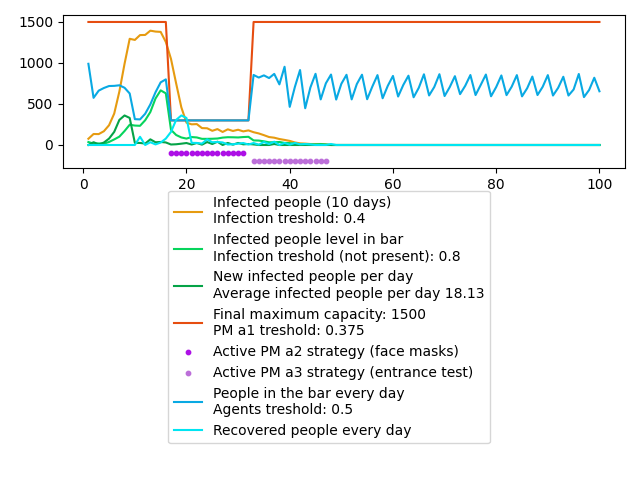 1500
1000
500
0
0
20
40
60
80
100
Infected people (10 days)
Infection treshold: 0.4
Infected people level in bar
Infection treshold (not present): 0.8
New infected people per day
Average infected people per day 18.13
Final maximum capacity: 1500
PM a1 treshold: 0.375
Active PM a2 strategy (face masks)
Active PM a3 strategy (entrance test)
People in the bar every day
Agents treshold: 0.5
Recovered people every day